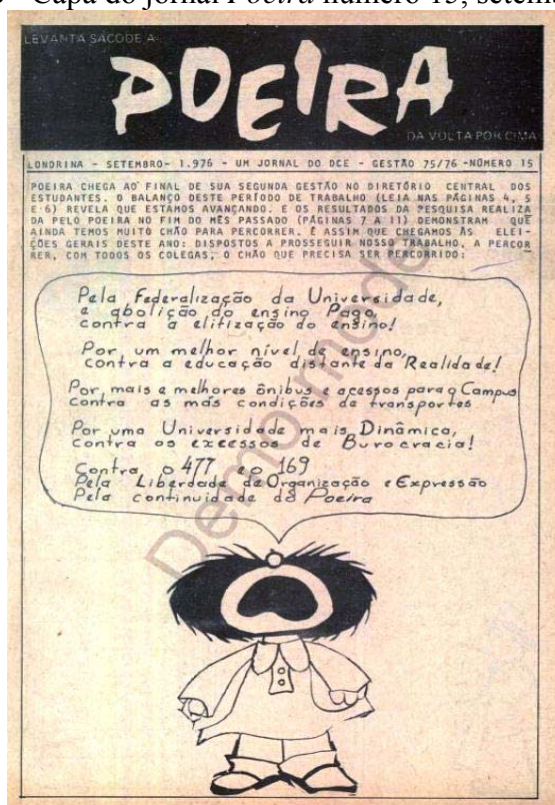 Capa do jornal Poeira número 15, setem
LEVANTA SACODE A
POEIRA
DA VOLTA POR CIMA
LONDRINA - SETEMBRO- 1.976 - UM JORNAL DO DCE - GESTÃO 75/76 -NÚMERO 15
POEIRA CHEGA AO FINAL DE SUA SEGUNDA GESTÃO NO DIRETÓRIO CENTRAL DOS
ESTUDANTES. O BALANÇO DESTE PERÍODO DE TRABALHO (LEIA NAS PÁGINAS 4, 5
E 6) REVELA QUE ESTAMOS AVANÇANDO. E OS RESULTADOS DA PESQUISA REALIZA
DA PELO POEIRA NO FIM DO MÊS PASSADO (PÁGINAS 7 A 11) DEMONSTRAM QUE
AINDA TEMOS MUITO CHÃO PARA PERCORRER. É ASSIM QUE CHEGAMOS ÀS ELEI-
ÇÕES GERAIS DESTE ANO: DISPOSTOS A PROSSEGUIR NOSSO TRABALHO, A PERCOR
RER, COM TODOS OS COLEGAS, O CHÃO QUE PRECISA SER PERCORRIDO:
Pela Federalização da Universidade,
e abolição do ensino Pago,
contra a elitização do ensino!
Por um melhor nível de ensino,
contra a educação distante da Realidade!
Por mais e melhores ônibus e acessos para o Campus
Contra as más condições de transportes
Por uma Universidade mais Dinâmica,
contra os excessos de Burocracia!
Contra o 477 e o 169
Pela Liberdade de Organização e Expressão
Pela continuidade do Poeira
Demo mode